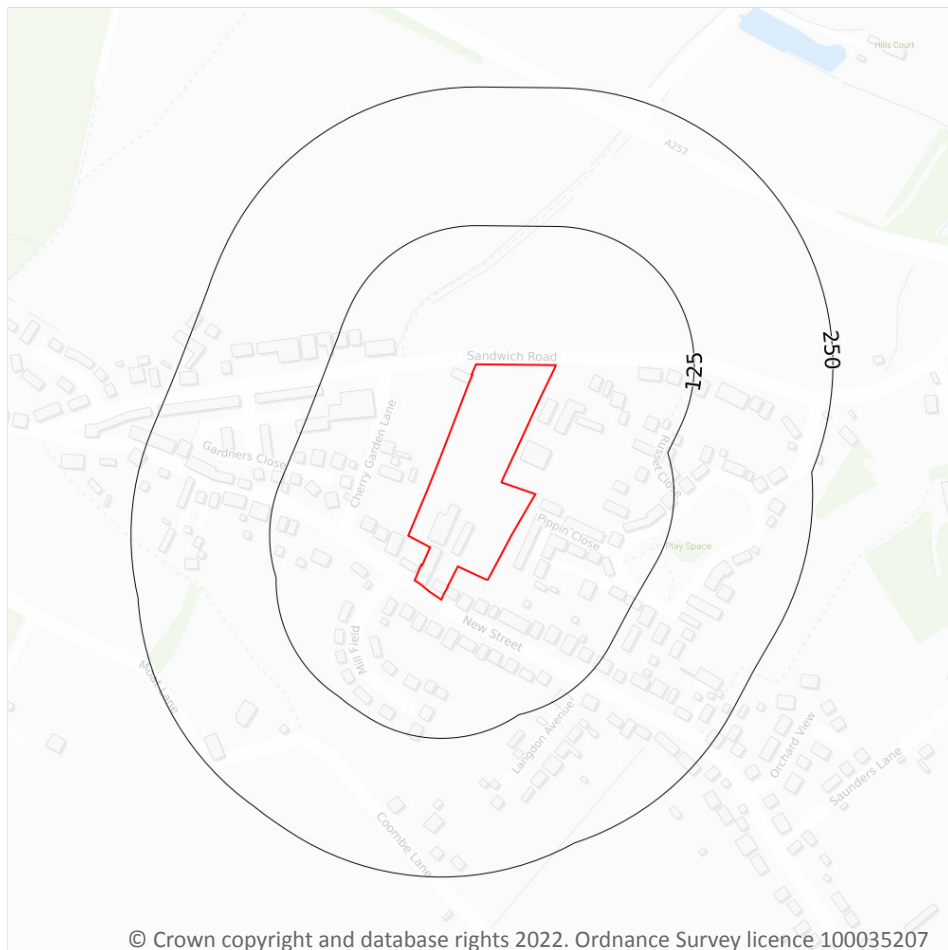 Hills Court
A257
250
Sandwich Road
125
Cherry Garden Lane
Gardners Close
Russet Close
Pippin Close
Play Space
New Street
Mill Field
Moat Lane
Langdon Avenue
Orchard View
Saunders Lane
Coombe Lane
© Crown copyright and database rights 2022. Ordnance Survey licence 100035207